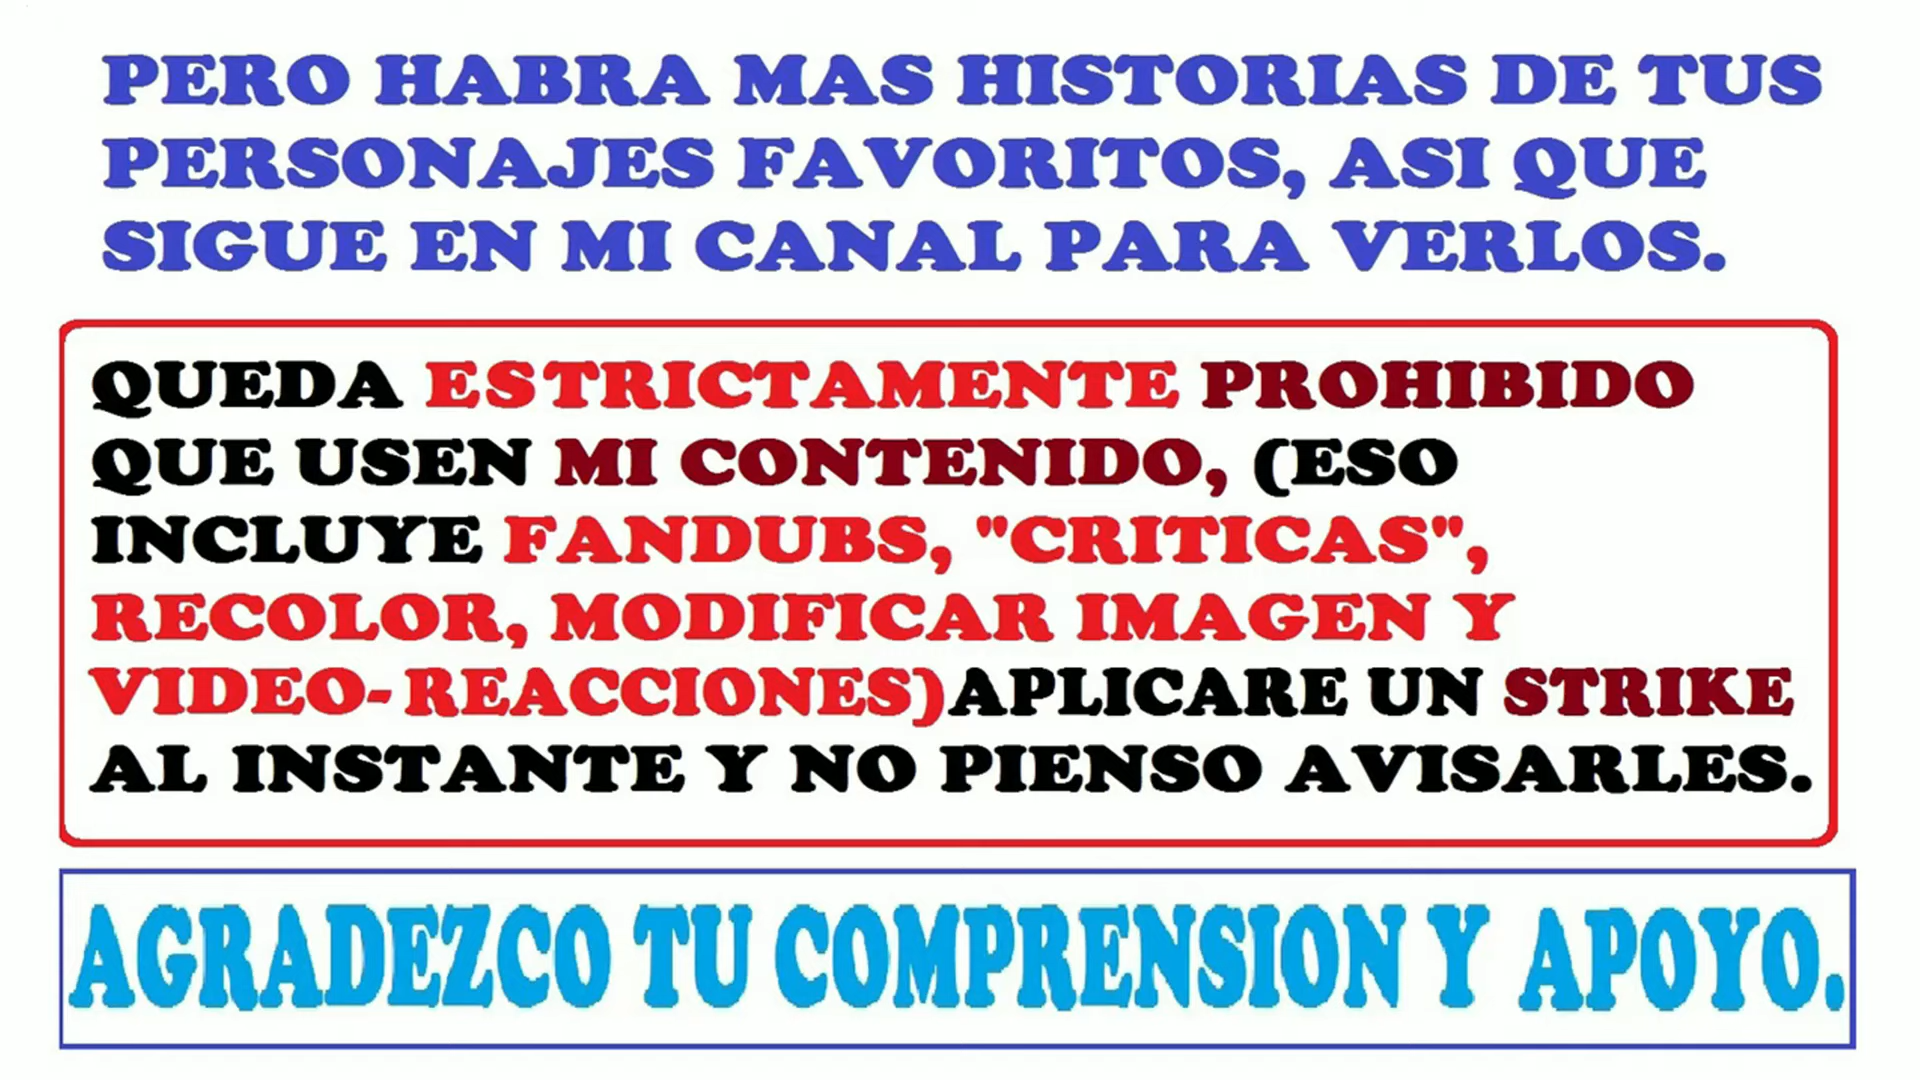 PERO HABRA MAS HISTORIAS DE TUS
PERSONAJES FAVORITOS, ASI QUE
SIGUE EN MI CANAL PARA VERLOS.
QUEDA ESTRICTAMENTE PROHIBIDO
QUE USEN MI CONTENIDO, (ESO
INCLUYE FANDUBS, "CRITICAS",
RECOLOR, MODIFICAR IMAGEN Y
VIDEO-REACCIONES)APLICARE UN STRIKE
AL INSTANTE Y NO PIENSO AVISARLES.
AGRADEZCO TU COMPRENSION Y APOYO.